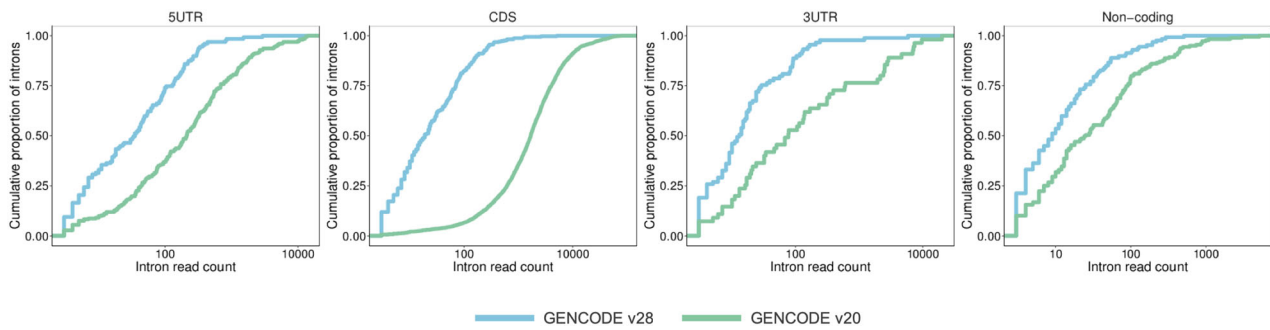 5UTR
CDS
3UTR
Non−coding
Cumulative proportion of introns
1.00
0.75
0.50
0.25
0.00
100
10000
Intron read count
Cumulative proportion of introns
1.00
0.75
0.50
0.25
0.00
100
10000
Intron read count
Cumulative proportion of introns
1.00
0.75
0.50
0.25
0.00
100
10000
Intron read count
Cumulative proportion of introns
1.00
0.75
0.50
0.25
0.00
10
100
1000
Intron read count
GENCODE v28
GENCODE v20